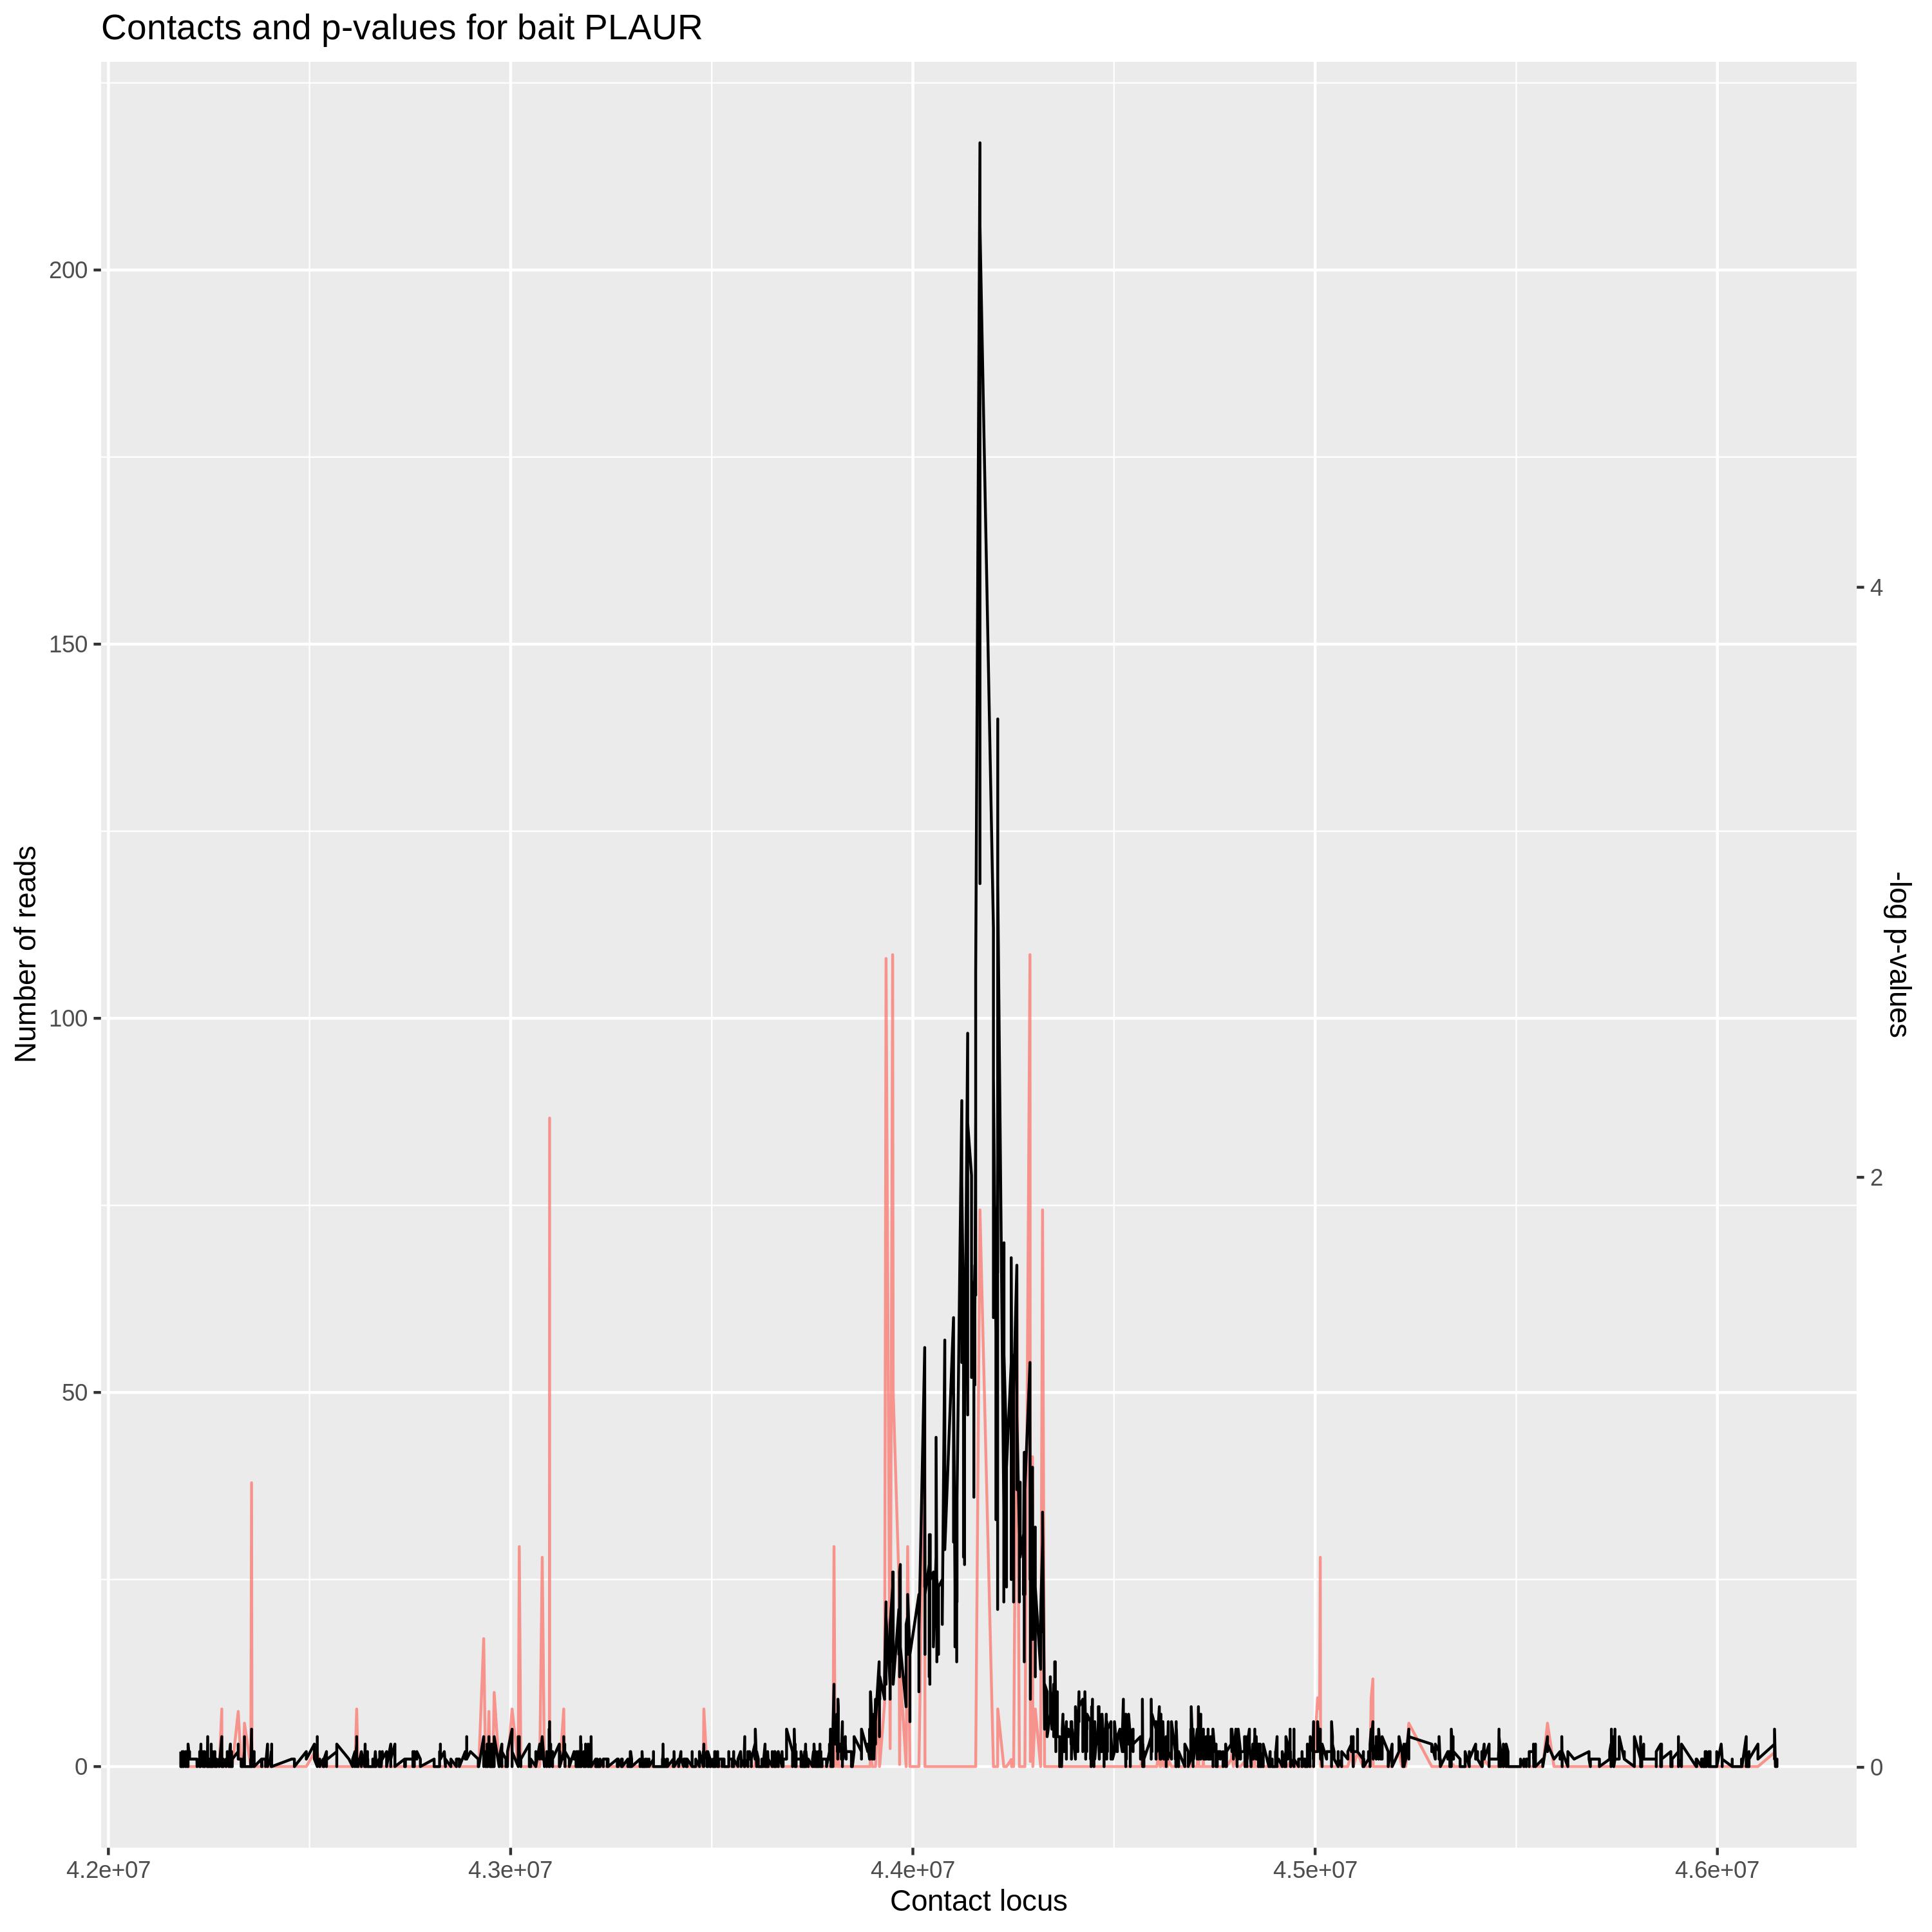 Contacts and p-values for bait PLAUR
Number of reads
200
150
100
50
0
4
2
0
-log p-values
4.2e+07
4.3e+07
4.4e+07
4.5e+07
4.6e+07
Contact locus